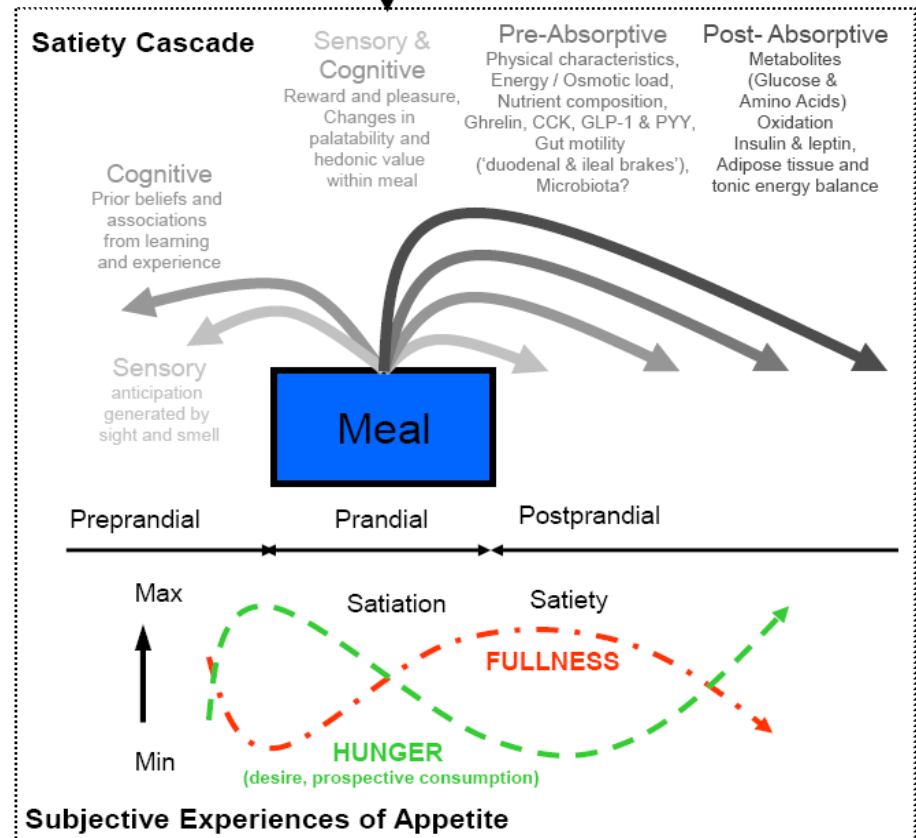 Satiety Cascade
Sensory &
Cognitive
Reward and pleasure,
Changes in
palatability and
hedonic value
within meal
Pre-Absorptive
Physical characteristics,
Energy / Osmotic load,
Nutrient composition,
Ghrelin, CCK, GLP-1 & PYY,
Gut motility
(‘duodenal & ileal brakes’),
Microbiota?
Post- Absorptive
Metabolites
(Glucose &
Amino Acids)
Oxidation
Insulin & leptin,
Adipose tissue and
tonic energy balance
Cognitive
Prior beliefs and
associations
from learning
and experience
Sensory
anticipation
generated by
sight and smell
Meal
Preprandial
Prandial
Postprandial
Max
Min
Satiation
Satiety
FULLNESS
HUNGER
(desire, prospective consumption)
Subjective Experiences of Appetite